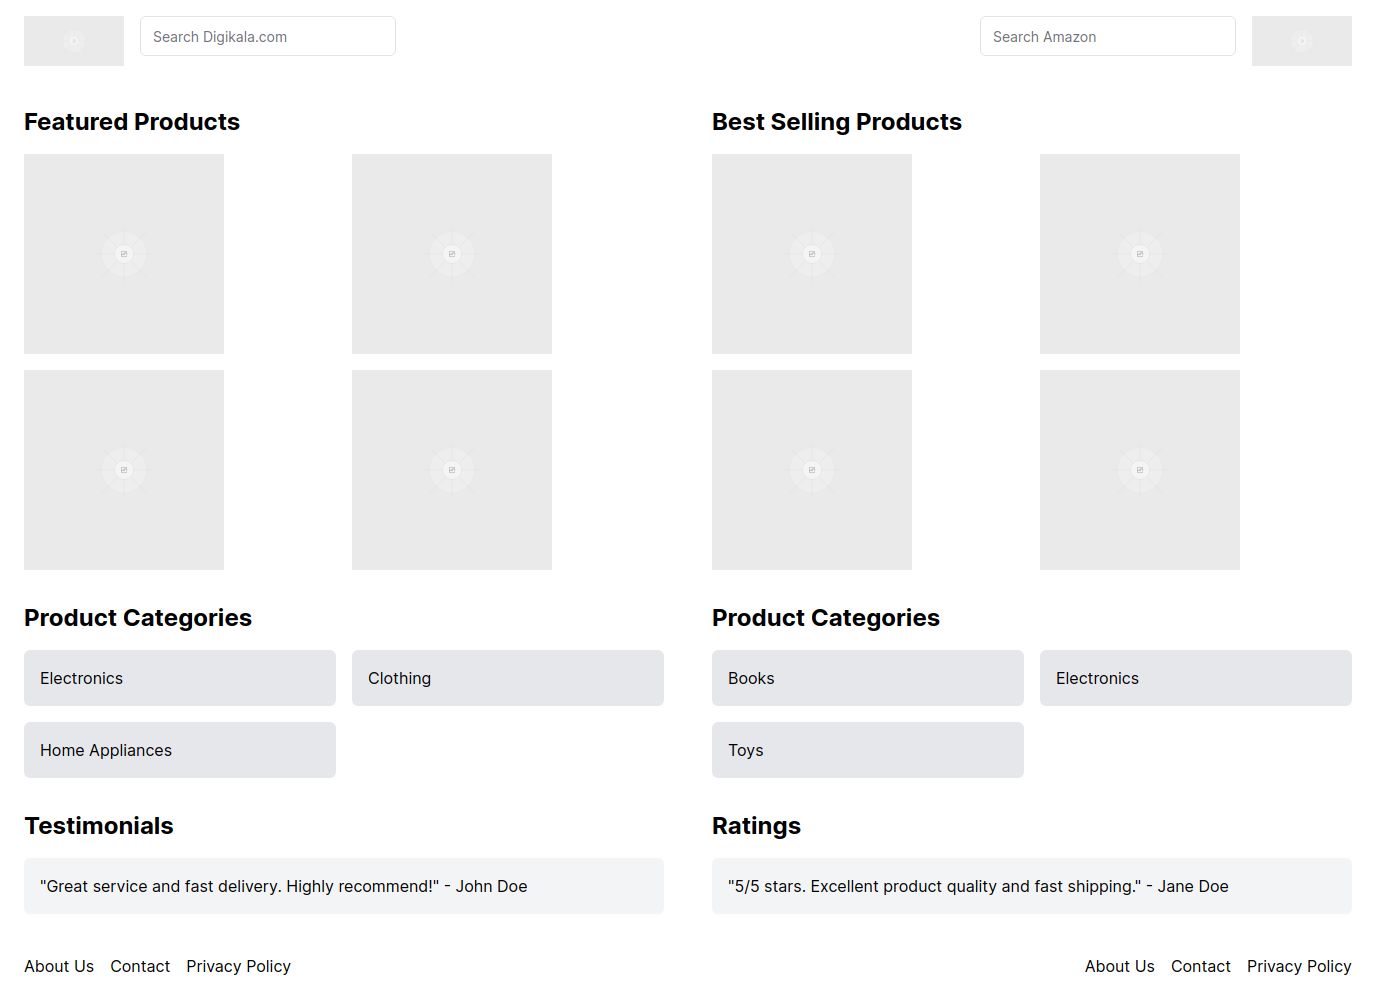 Search Digikala.com
Search Amazon
Featured Products
Best Selling Products
Product Categories
Product Categories
Electronics
Clothing
Books
Electronics
Home Appliances
Toys
Testimonials
Ratings
"Great service and fast delivery. Highly recommend!" - John Doe
"5/5 stars. Excellent product quality and fast shipping." - Jane Doe
About Us
Contact
Privacy Policy
About Us
Contact
Privacy Policy